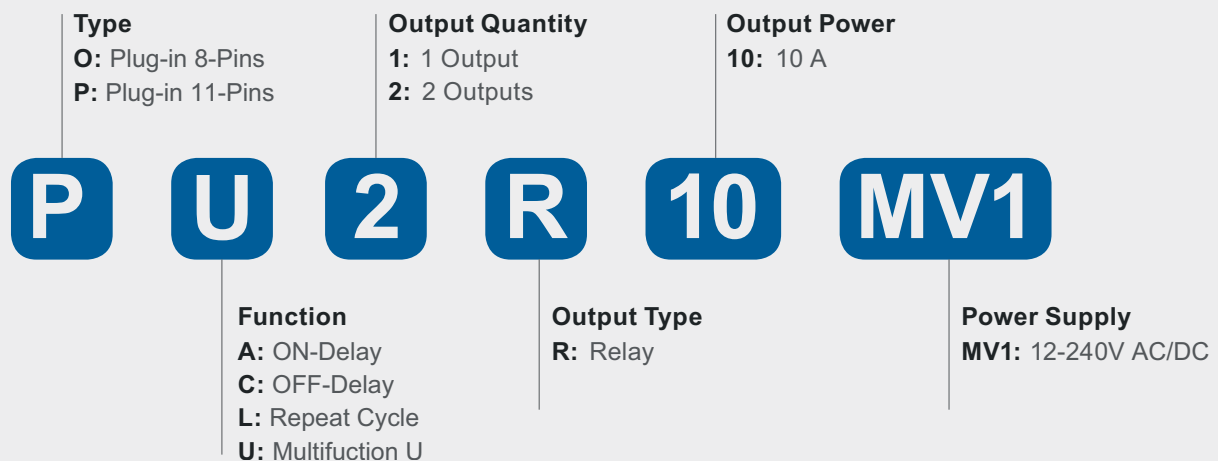 Type
O: Plug-in 8-Pins
P: Plug-in 11-Pins
Output Quantity
1: 1 Output
2: 2 Outputs
Output Power
10: 10 A
P U 2 R 10 MV1
Function
A: ON-Delay
C: OFF-Delay
L: Repeat Cycle
U: Multifuction U
Output Type
R: Relay
Power Supply
MV1: 12-240V AC/DC